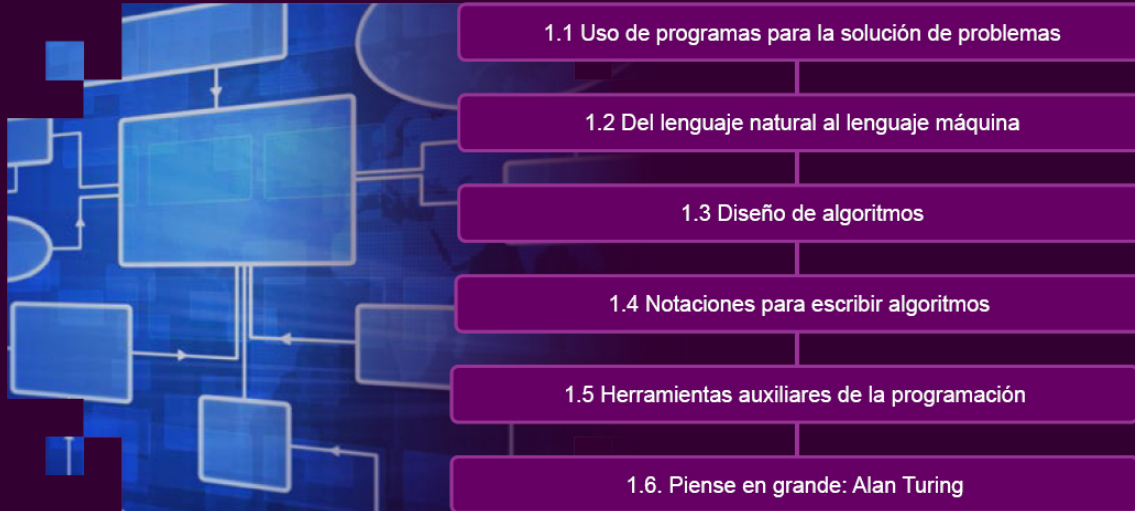 1.1 Uso de programas para la solución de problemas
1.2 Del lenguaje natural al lenguaje máquina
1.3 Diseño de algoritmos
1.4 Notaciones para escribir algoritmos
1.5 Herramientas auxiliares de la programación
1.6. Piense en grande: Alan Turing